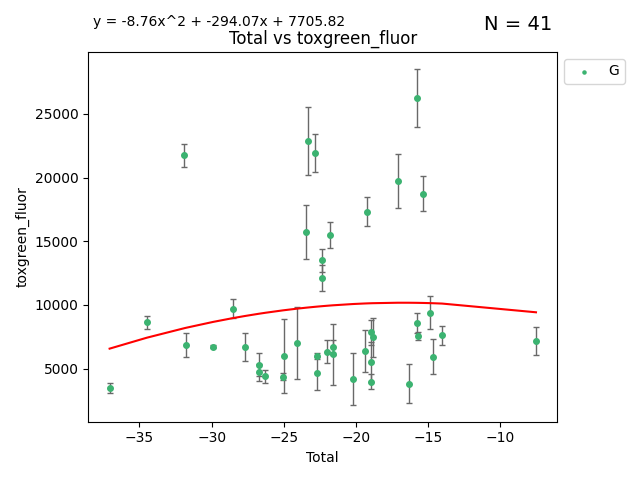 y = -8.76x^2 + -294.07x + 7705.82
N = 41
Total vs toxgreen_fluor
G
toxgreen_fluor
25000
20000
15000
10000
5000
−35
−30
−25
−20
−15
−10
Total